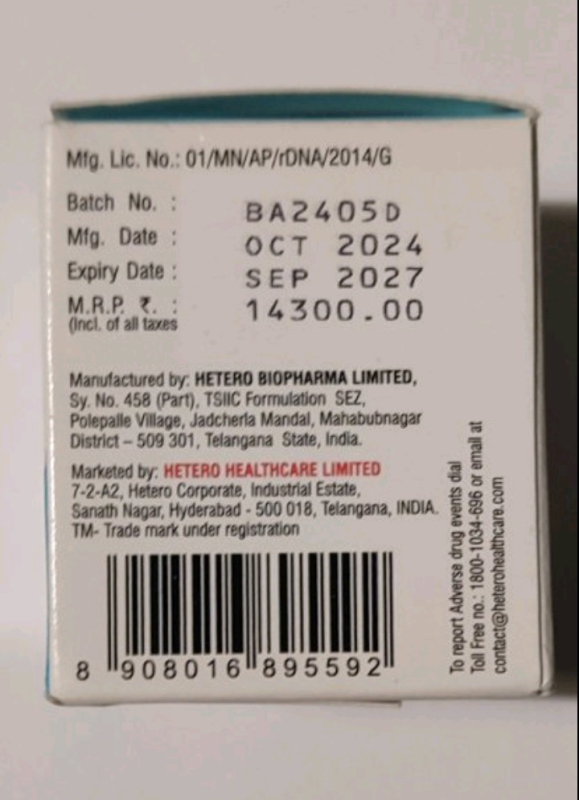 Mfg. Lic. No.: 01/MN/AP/rDNA/2014/G
Batch No. : BA2405D
Mfg. Date : OCT 2024
Expiry Date : SEP 2027
M.R.P. ₹. : 14300.00
(Incl. of all taxes
Manufactured by: HETERO BIOPHARMA LIMITED,
Sy. No. 458 (Part), TSIIC Formulation SEZ,
Polepalle Village, Jadcherla Mandal, Mahabubnagar
District – 509 301, Telangana State, India.
Marketed by: HETERO HEALTHCARE LIMITED
7-2-A2, Hetero Corporate, Industrial Estate,
Sanath Nagar, Hyderabad - 500 018, Telangana, INDIA.
TM- Trade mark under registration
8 908016 895592
To report Adverse drug events dial
Toll Free no.: 1800-1034-696 or email at
contact@heterohealthcare.com